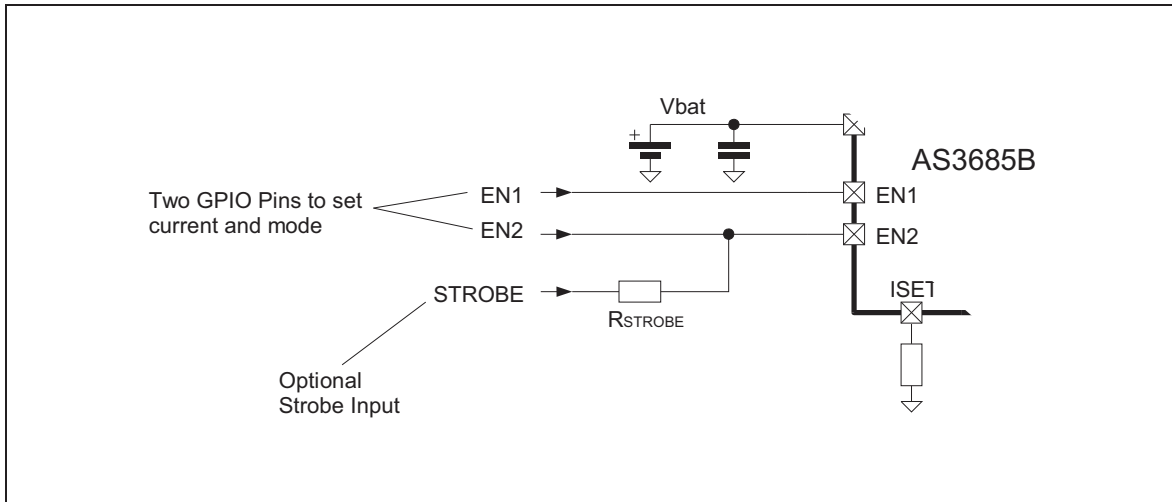 Vbat
+
AS3685B
Two GPIO Pins to set
current and mode
EN1
EN1
EN2
EN2
STROBE
RSTROBE
ISET
Optional
Strobe Input